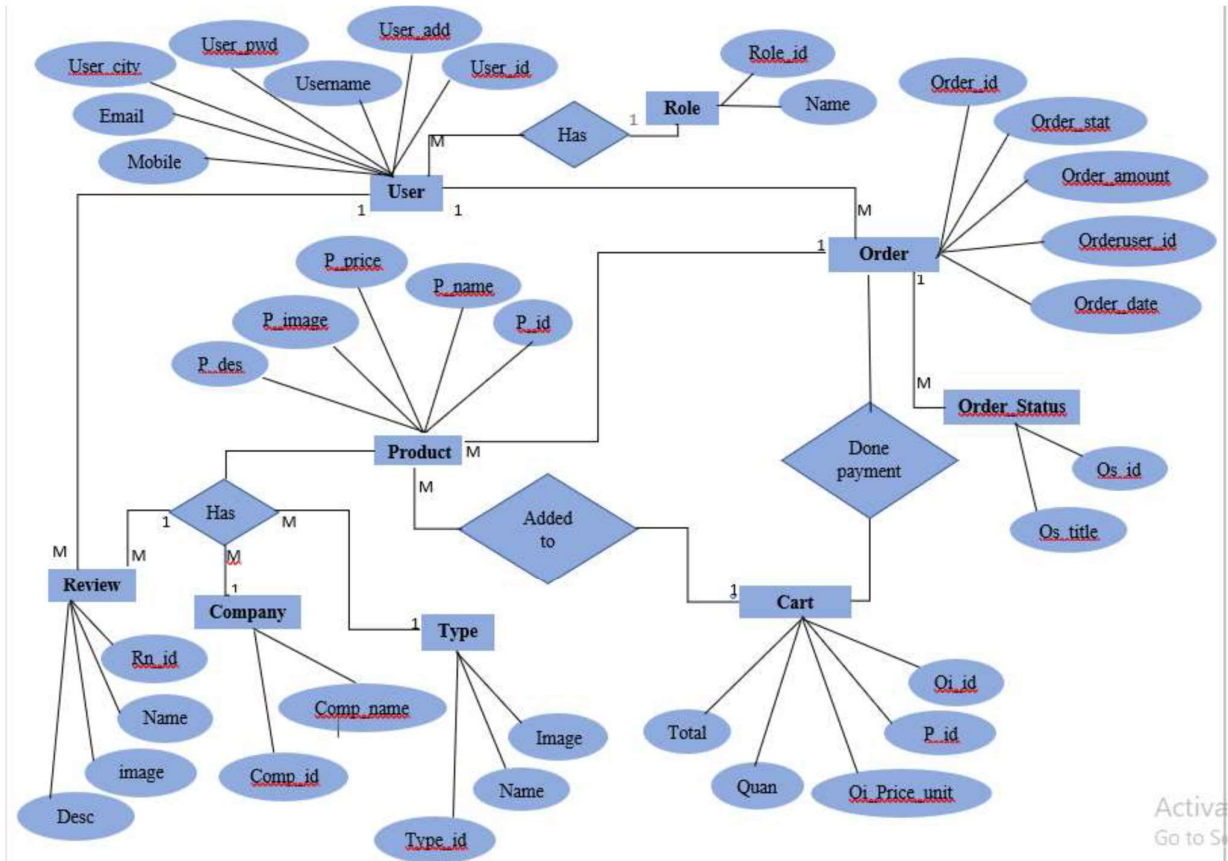 User_add
User_pwd
User_city
User_id
Username
Email
Mobile
Role_id
Role
Name
Has
1
M
User
1
1
Order_id
Order_stat
Order_amount
Orderuser_id
Order_date
M
1
Order
1
P_price
P_name
P_image
P_id
P_des
Product
M
M
M
Order_Status
Os_id
Os_title
Done
payment
Has
1
M
M
Added
to
M
M
1
1
1
Review
Company
Type
Cart
Rn_id
Name
image
Desc
Comp_name
Comp_id
Image
Name
Type_id
Total
Quan
Oi_Price_unit
P_id
Oi_id
Activa
Go to S